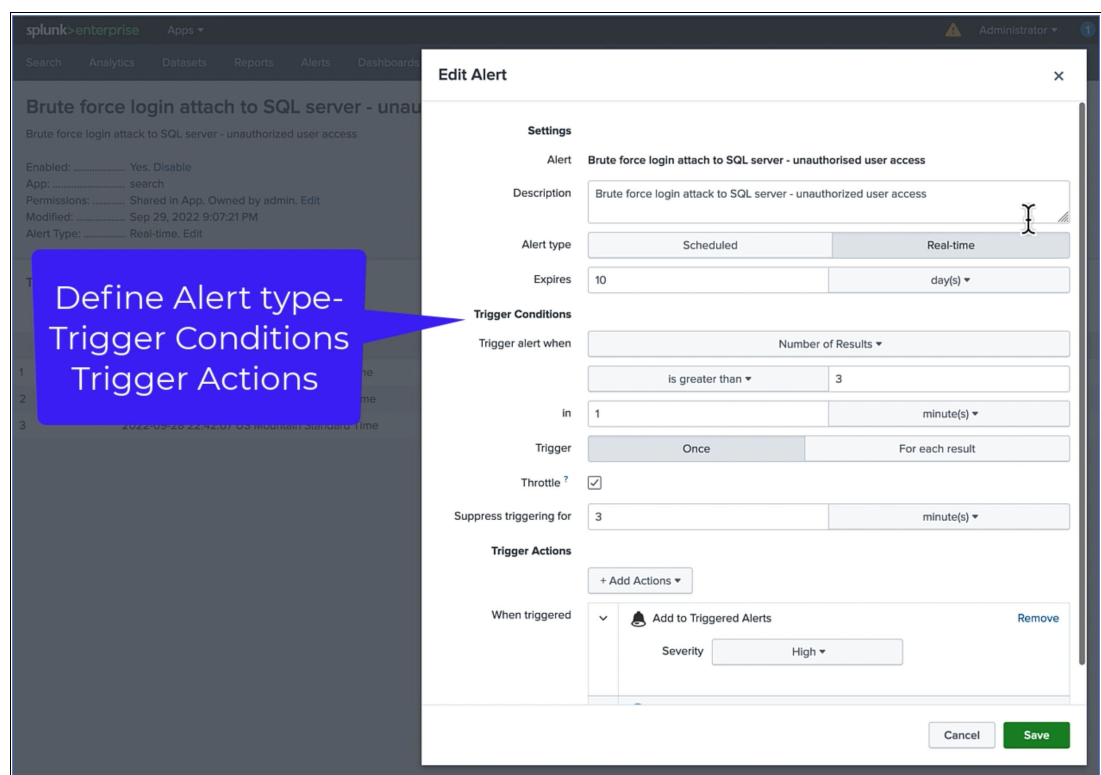 splunk>enterprise Apps ▾ Administrator ▾ 1
Search Analytics Datasets Reports Alerts Dashboards
Edit Alert
Brute force login attach to SQL server - unau
Brute force login attack to SQL server - unauthorized user access
Enabled: .................... Yes. Disable
App: ............................ search
Permissions: .............. Shared in App. Owned by admin. Edit
Modified: .................... Sep 29, 2022 9:07:21 PM
Alert Type: ................. Real-time. Edit
T
Define Alert type-
Trigger Conditions
Trigger Actions
1 me
2 me
3 2022-09-28 22:42:07 US Mountain Standard Time
Settings
Alert Brute force login attach to SQL server - unauthorised user access
Description Brute force login attack to SQL server - unauthorized user access
Alert type Scheduled Real-time
Expires 10 day(s) ▾
Trigger Conditions
Trigger alert when Number of Results ▾
is greater than ▾ 3
in 1 minute(s) ▾
Trigger Once For each result
Throttle ?
Suppress triggering for 3 minute(s) ▾
Trigger Actions
+ Add Actions ▾
When triggered Add to Triggered Alerts Remove
Severity High ▾
Cancel Save